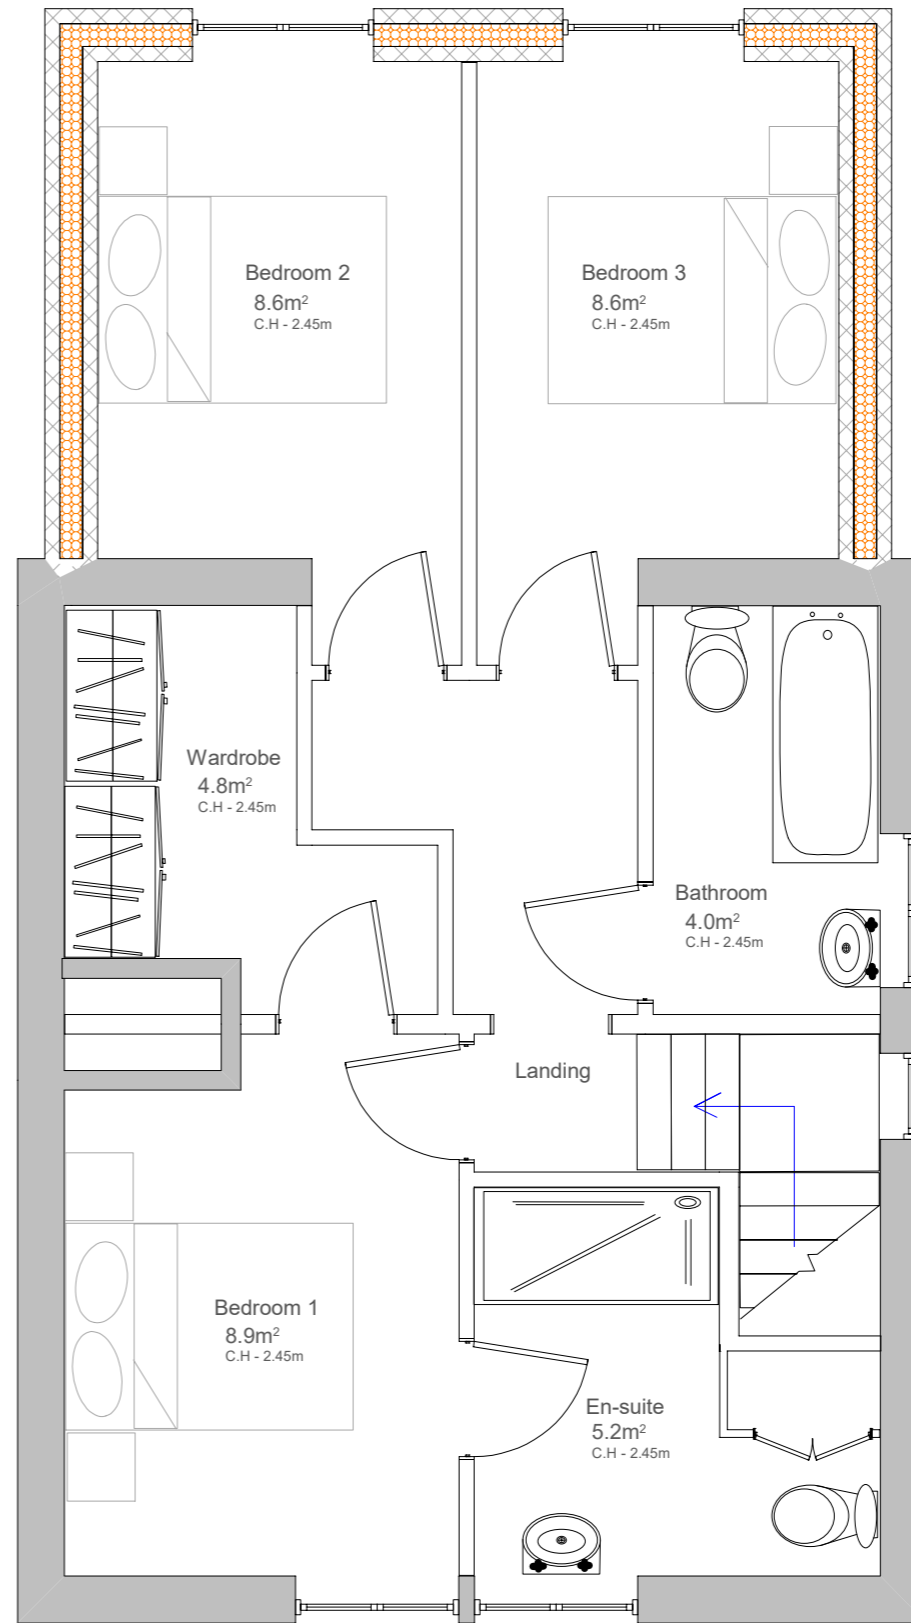 Bedroom 2
8.6m²
C.H - 2.45m
Bedroom 3
8.6m²
C.H - 2.45m
Wardrobe
4.8m²
C.H - 2.45m
Bathroom
4.0m²
C.H - 2.45m
Landing
Bedroom 1
8.9m²
C.H - 2.45m
En-suite
5.2m²
C.H - 2.45m